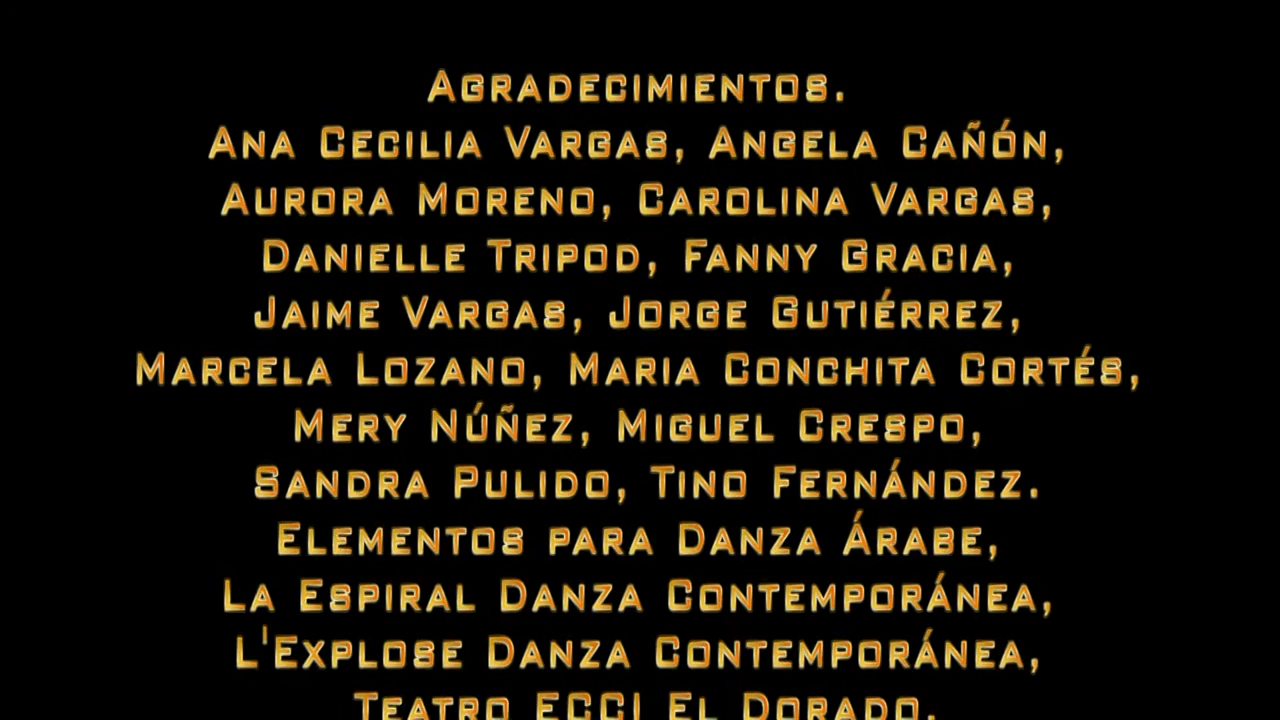 Agradecimientos.
Ana Cecilia Vargas, Angela Cañón,
Aurora Moreno, Carolina Vargas,
Danielle Tripod, Fanny Gracia,
Jaime Vargas, Jorge Gutiérrez,
Marcela Lozano, Maria Conchita Cortés,
Mery Núñez, Miguel Crespo,
Sandra Pulido, Tino Fernández.
Elementos para Danza Árabe,
La Espiral Danza Contemporánea,
L'Explose Danza Contemporánea,
Teatro ECCI El Dorado.